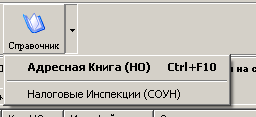 Справочник
Адресная Книга (НО) Ctrl+F10
Налоговые Инспекции (СОУН)